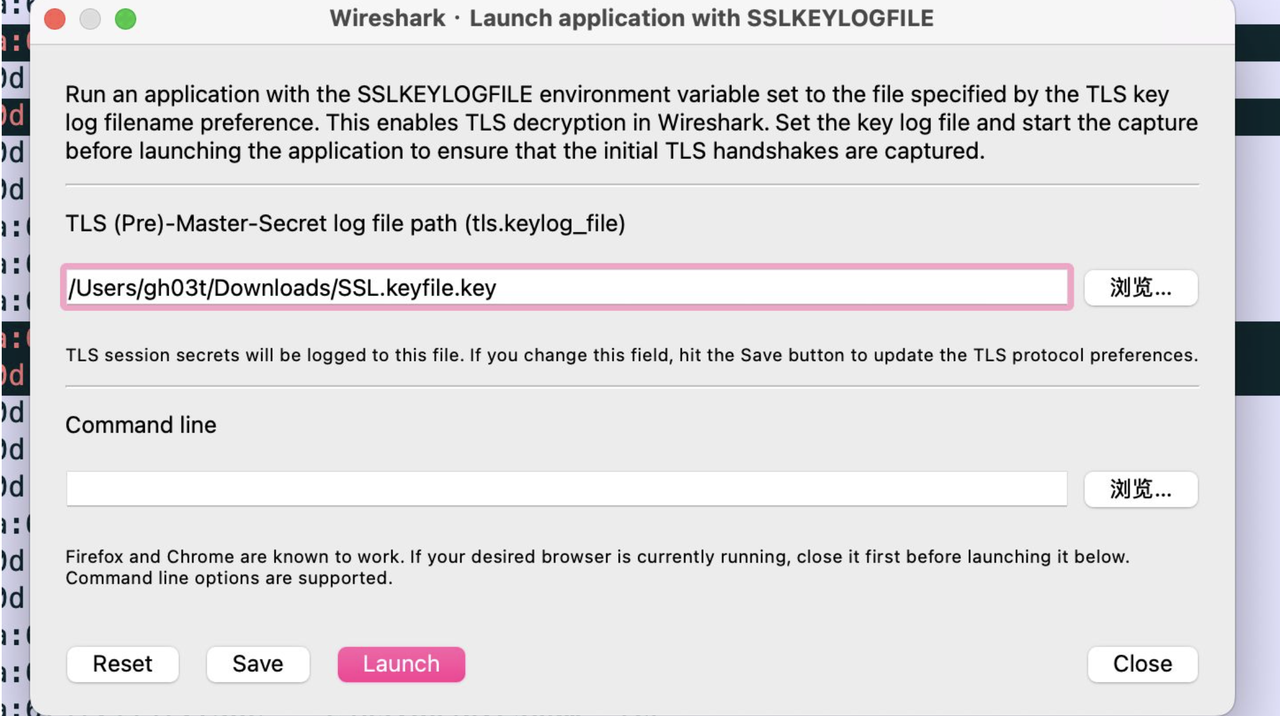 Wireshark · Launch application with SSLKEYLOGFILE
Run an application with the SSLKEYLOGFILE environment variable set to the file specified by the TLS key
log filename preference. This enables TLS decryption in Wireshark. Set the key log file and start the capture
before launching the application to ensure that the initial TLS handshakes are captured.
TLS (Pre)-Master-Secret log file path (tls.keylog_file)
/Users/gh03t/Downloads/SSL.keyfile.key
浏览...
TLS session secrets will be logged to this file. If you change this field, hit the Save button to update the TLS protocol preferences.
Command line
浏览...
Firefox and Chrome are known to work. If your desired browser is currently running, close it first before launching it below.
Command line options are supported.
Reset
Save
Launch
Close